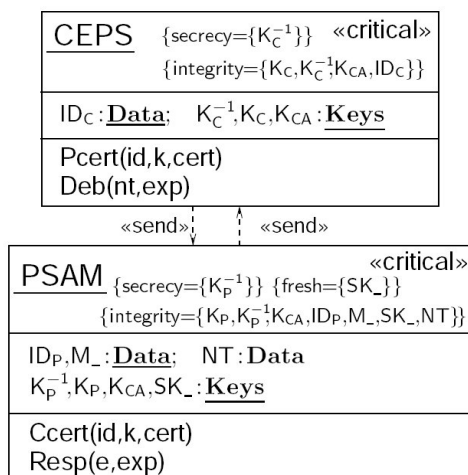 CEPS {secrecy={K_C^{-1}}} «critical»
{integrity={K_C,K_C^{-1},K_CA,ID_C}}
ID_C:Data; K_C^{-1},K_C,K_CA:Keys
Pcert(id,k,cert)
Deb(nt,exp)
«send» «send»
«critical»
PSAM {secrecy={K_P^{-1}}} {fresh={SK_}}
{integrity={K_P,K_P^{-1},K_CA,ID_P,M_,SK_,NT}}
ID_P,M_:Data; NT:Data
K_P^{-1},K_P,K_CA,SK_:Keys
Ccert(id,k,cert)
Resp(e,exp)